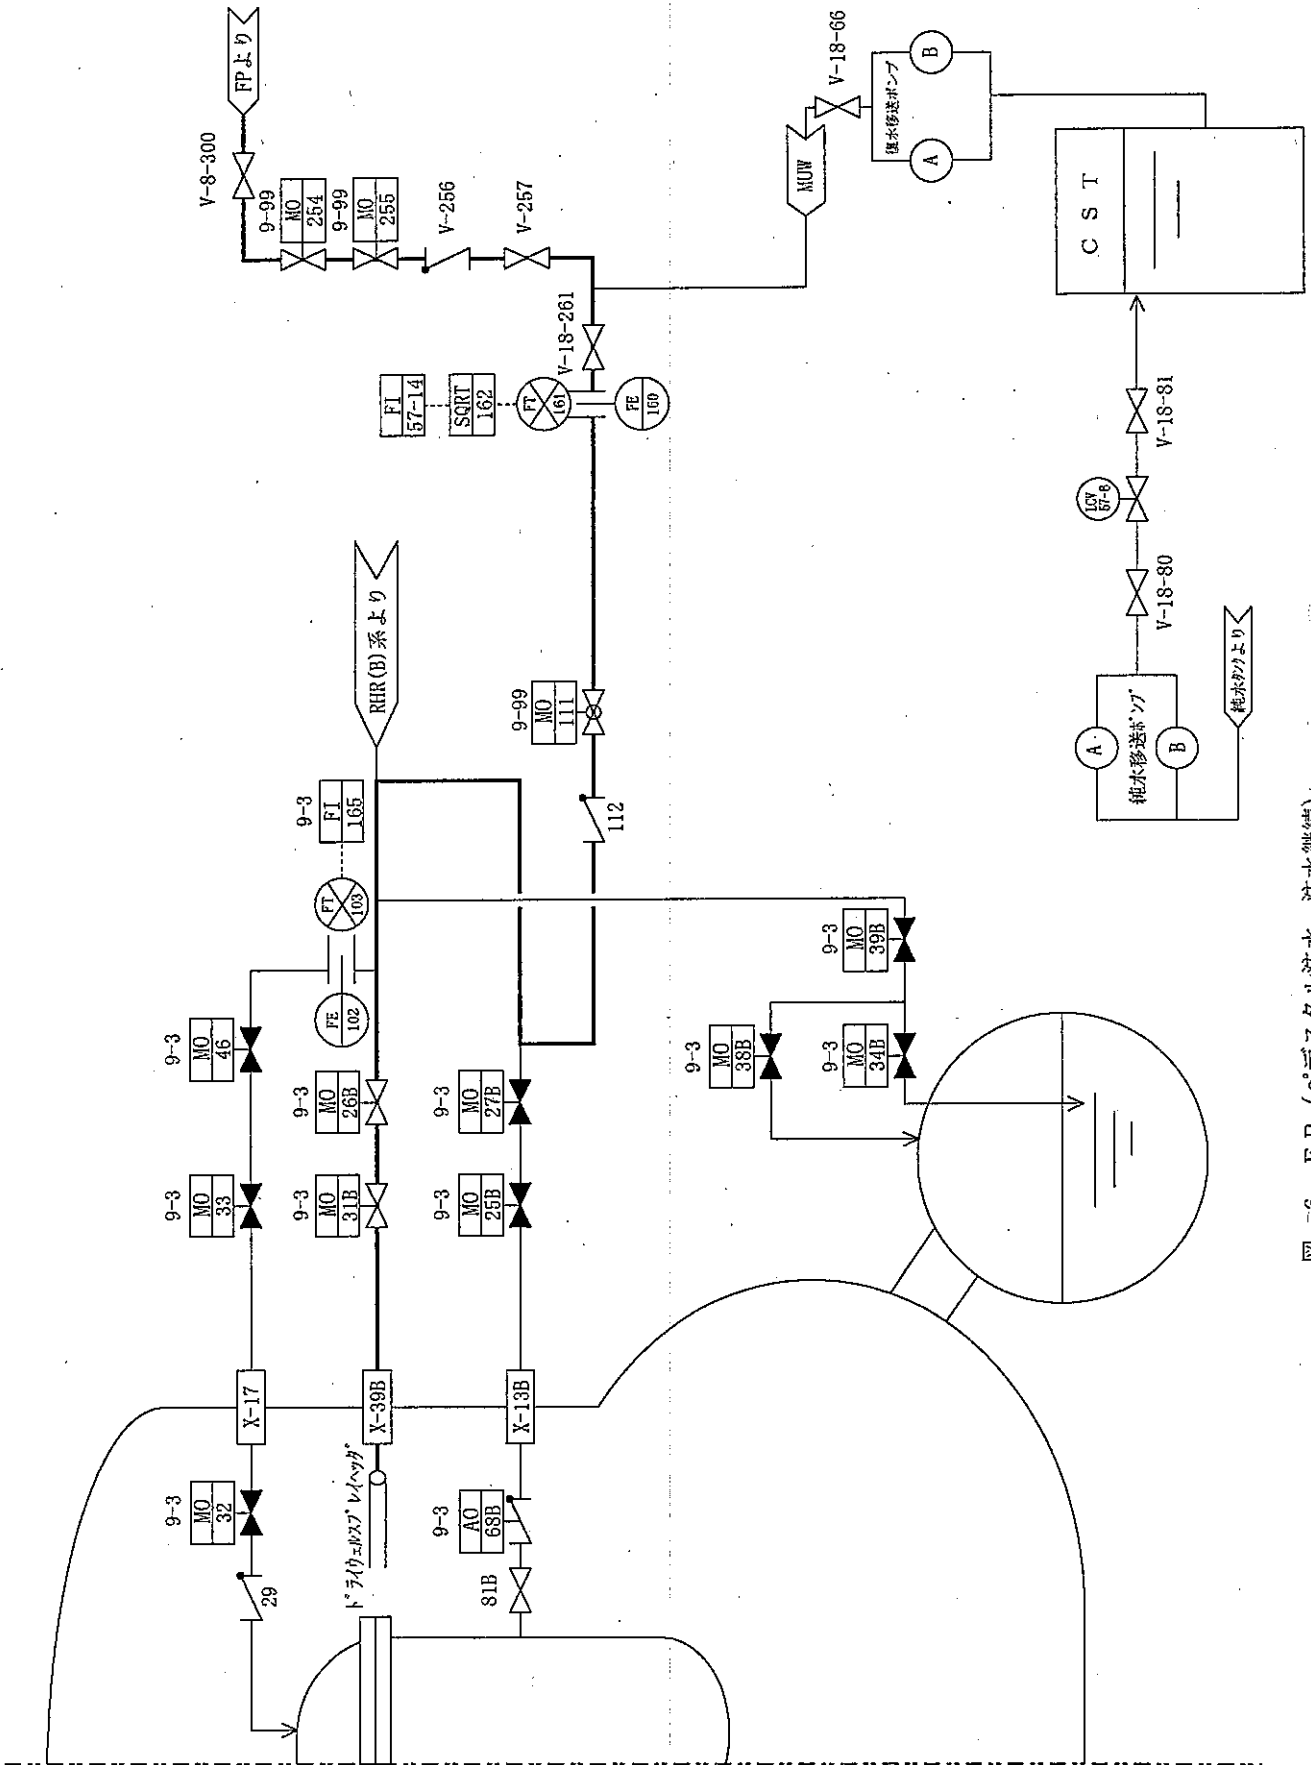 FPより
V-8-300
9-99
MO
254
9-99
MO
255
V-256
V-257
V-18-261
FI
57-14
SQRT
162
FT
161
FE
160
MUW
V-18-66
復水移送ポンプ
A
B
CST
V-18-81
LCV
57-8
V-18-80
純水移送ポンプ
A
B
純水タンクより
RHR(B)系より
9-99
MO
111
112
9-3
FI
165
FT
103
FE
102
9-3
MO
46
9-3
MO
33
9-3
MO
26B
9-3
MO
31B
9-3
MO
27B
9-3
MO
25B
9-3
MO
39B
9-3
MO
38B
9-3
MO
34B
X-17
X-39B
X-13B
9-3
MO
32
29
ドライウェルスプレイヘッダ
9-3
AO
68B
81B